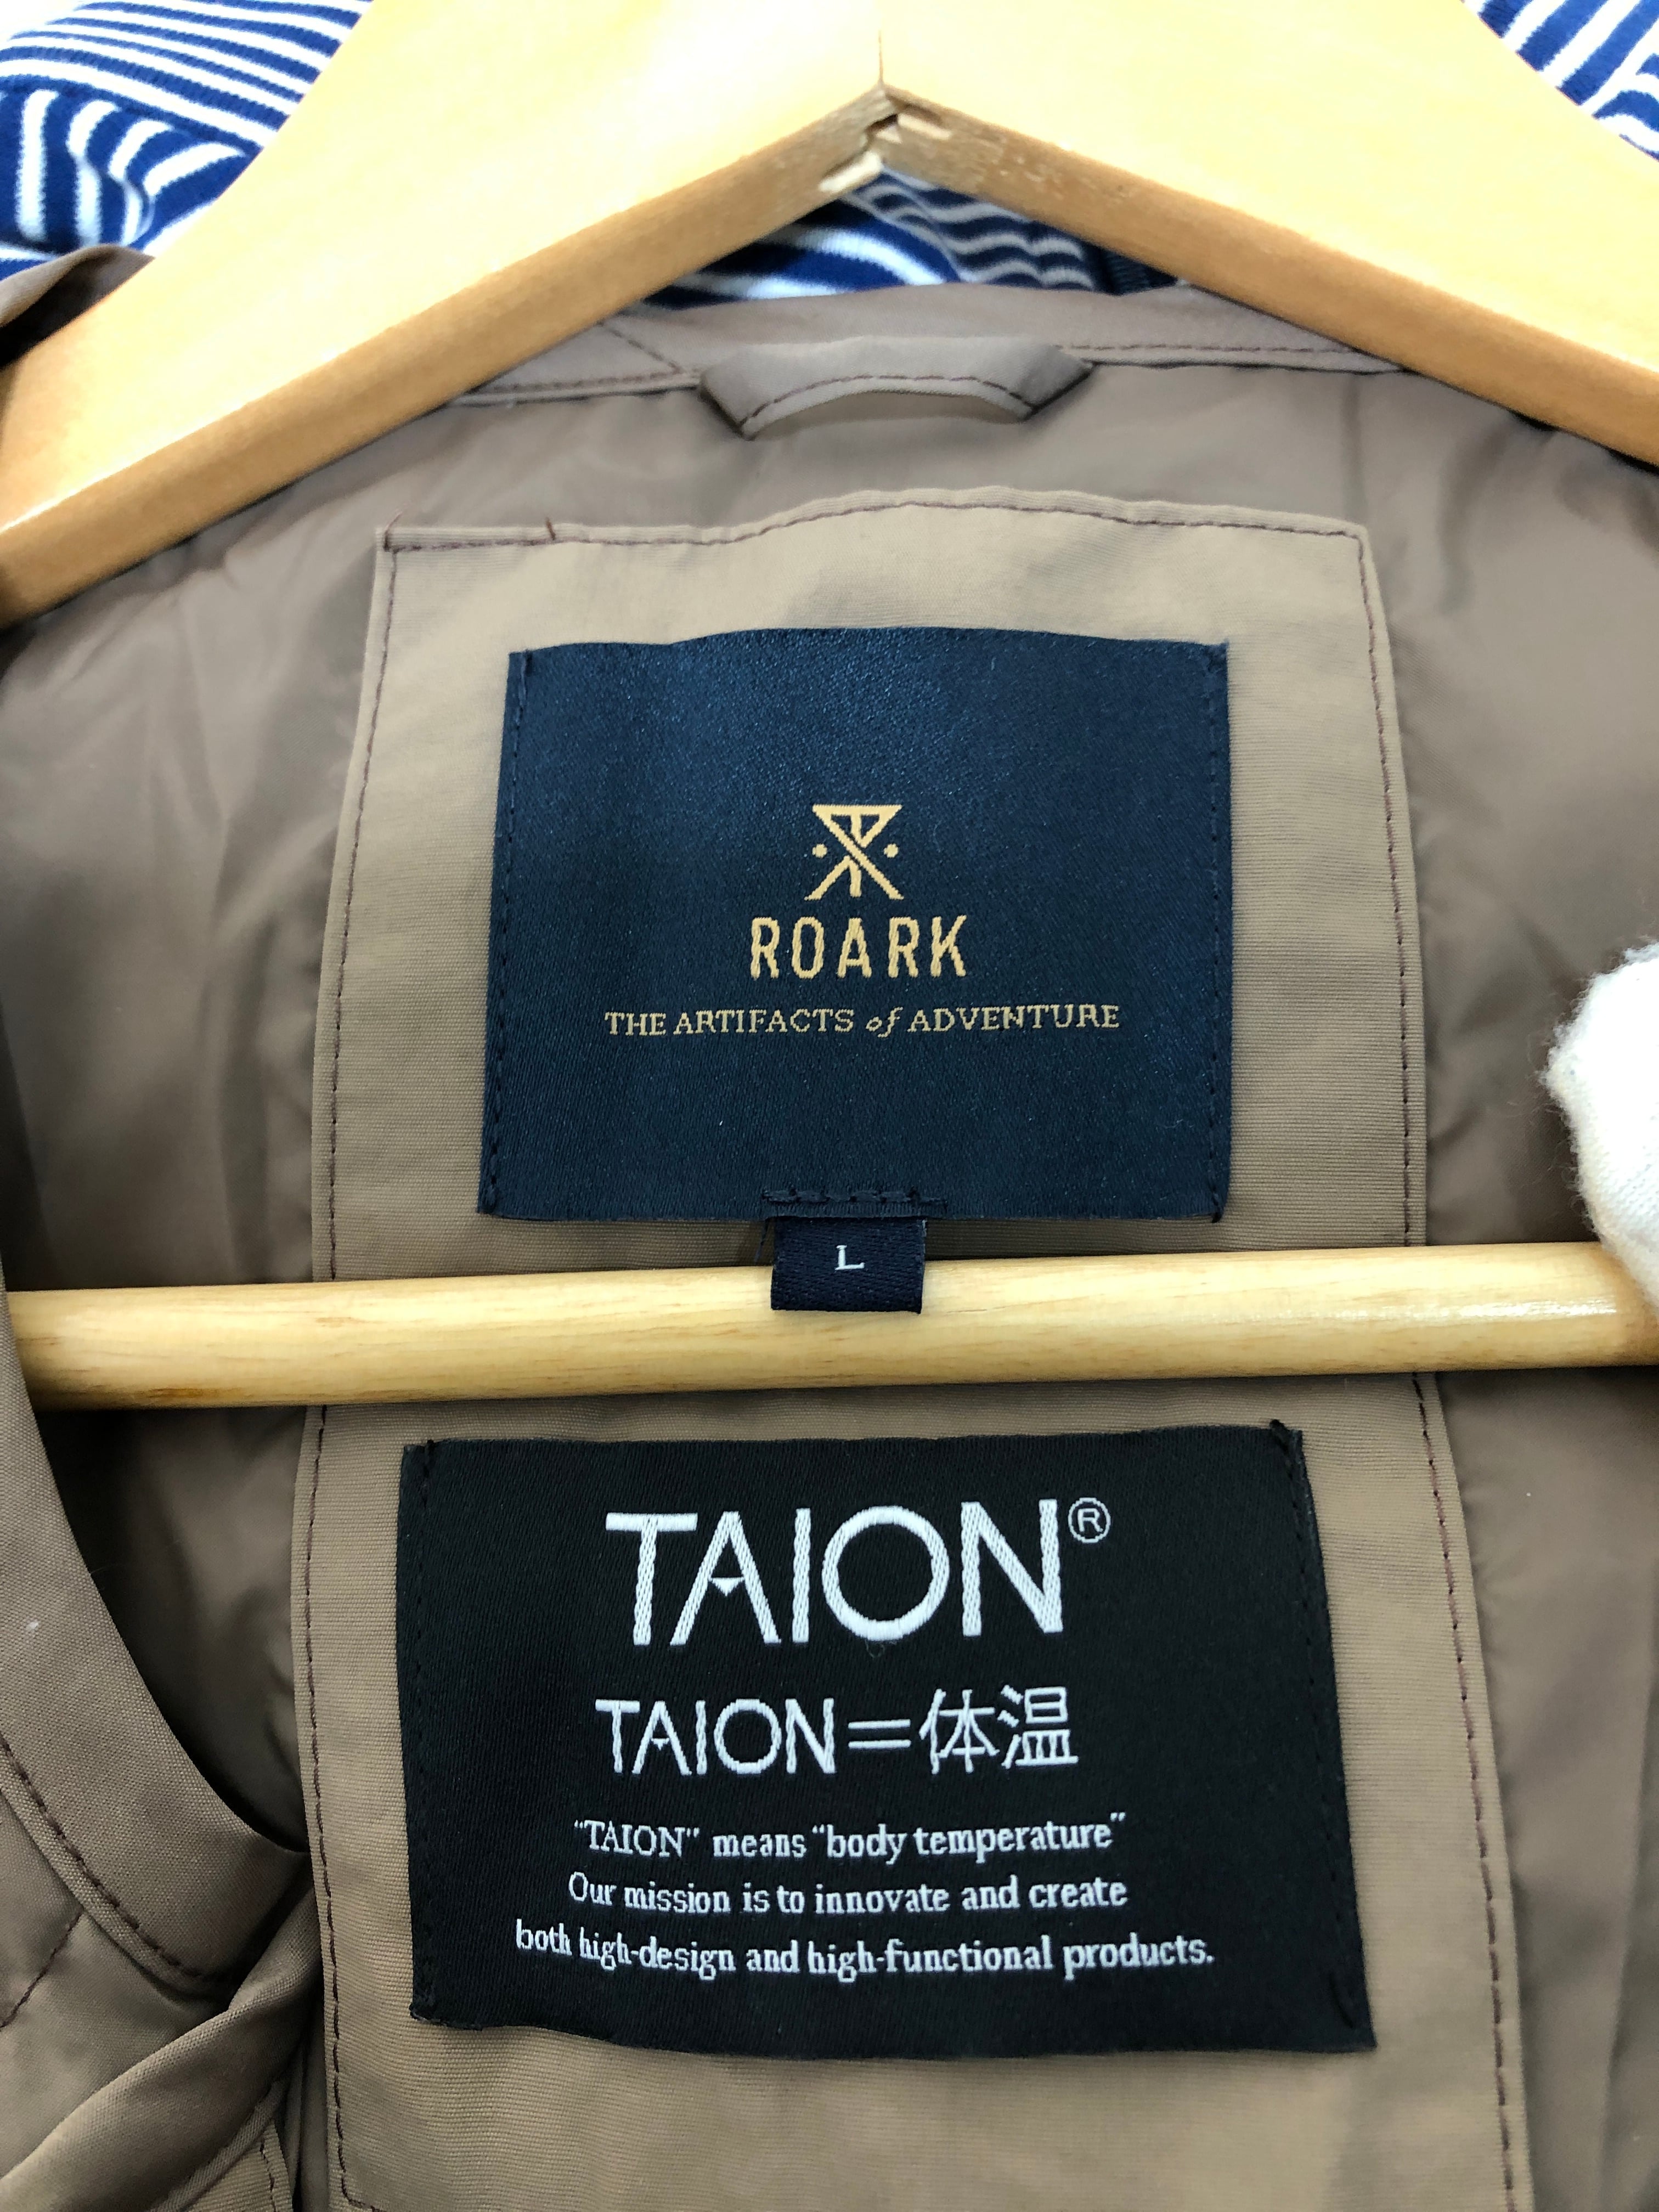 ROARK
THE ARTIFACTS of ADVENTURE
L
TAION®
TAION=体温
"TAION" means "body temperature"
Our mission is to innovate and create
both high-design and high-functional products.